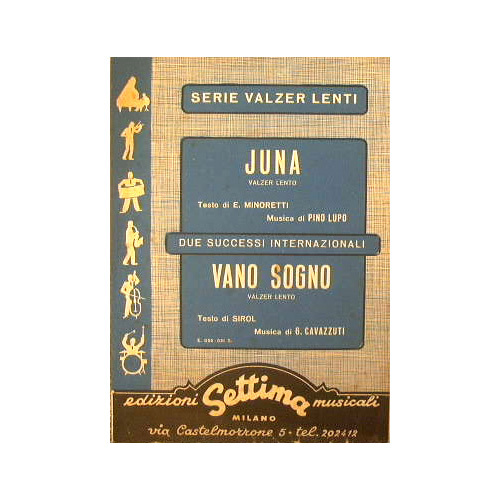 SERIE VALZER LENTI
JUNA
VALZER LENTO
Testo di E. MINORETTI
Musica di PINO LUPO
DUE SUCCESSI INTERNAZIONALI
VANO SOGNO
VALZER LENTO
Testo di SIROL
Musica di G. CAVAZZUTI
edizioni Settima musicali
MILANO
via Castelmorrone 5 - tel. 202412